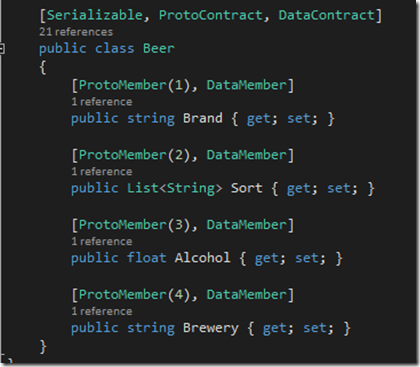 [Serializable, ProtoContract, DataContract]
21 references
public class Beer
{
[ProtoMember(1), DataMember]
1 reference
public string Brand { get; set; }
[ProtoMember(2), DataMember]
1 reference
public List<String> Sort { get; set; }
[ProtoMember(3), DataMember]
1 reference
public float Alcohol { get; set; }
[ProtoMember(4), DataMember]
1 reference
public string Brewery { get; set; }
}